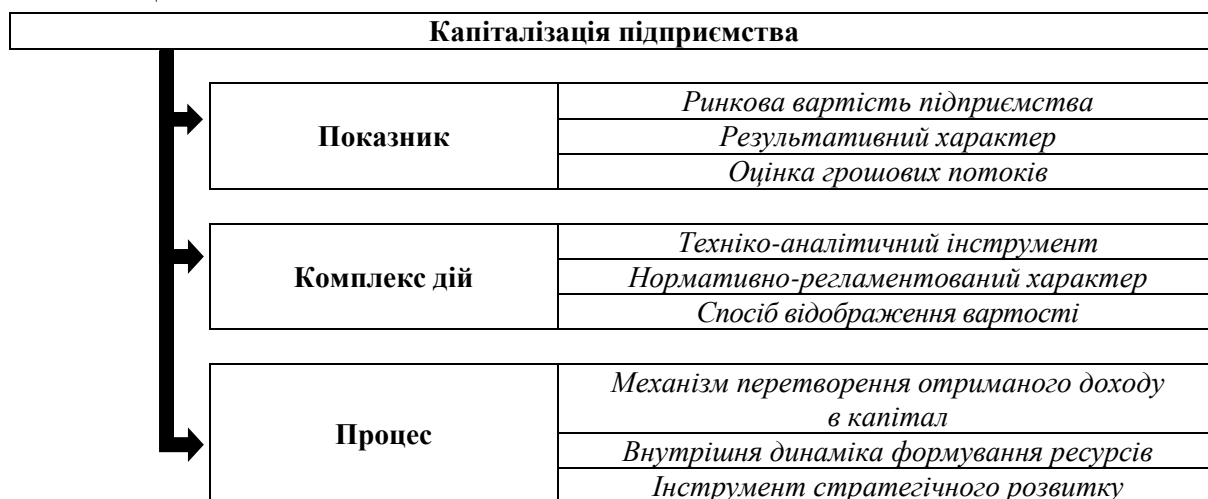 Капіталізація підприємства
Показник
Ринкова вартість підприємства
Результативний характер
Оцінка грошових потоків
Комплекс дій
Техніко-аналітичний інструмент
Нормативно-регламентований характер
Спосіб відображення вартості
Процес
Механізм перетворення отриманого доходу
в капітал
Внутрішня динаміка формування ресурсів
Інструмент стратегічного розвитку